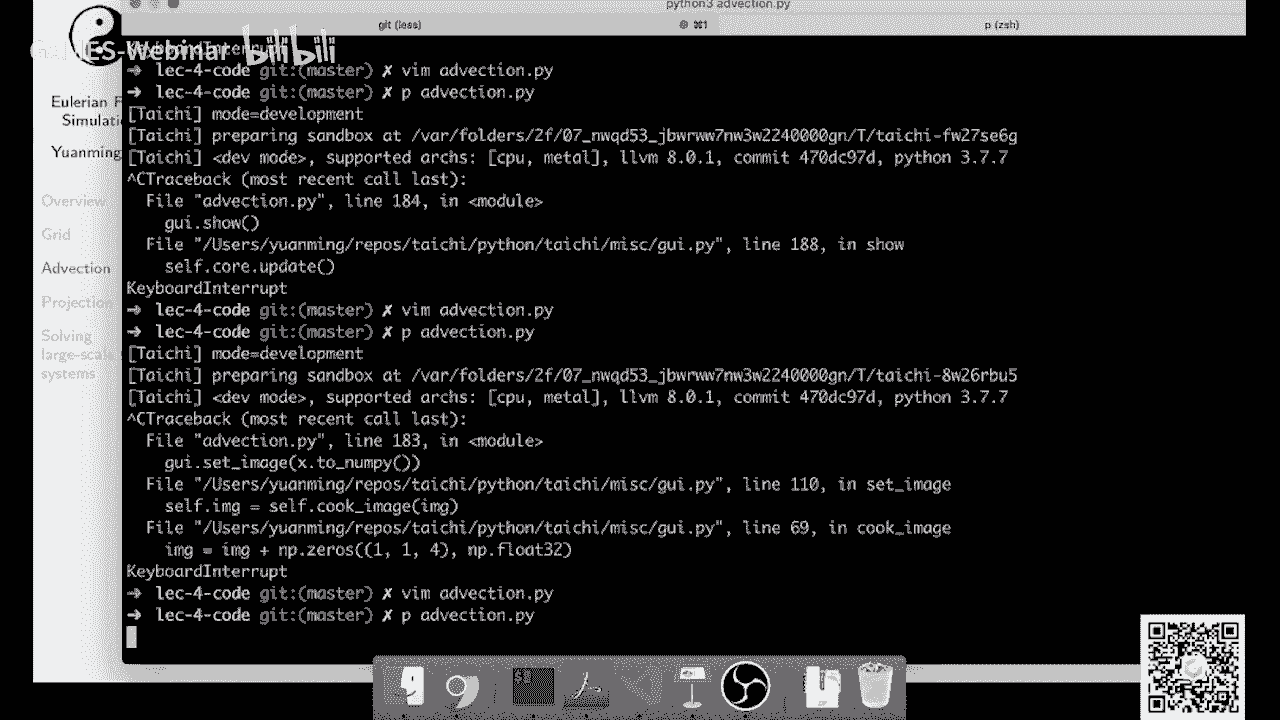 python3 advection.py
git (less)
⌘1
p (zsh)
ES-Webinar bilibili
KeyboardInterrupt
➜ lec-4-code git:(master) ✗ vim advection.py
➜ lec-4-code git:(master) ✗ p advection.py
[Taichi] mode=development
[Taichi] preparing sandbox at /var/folders/2f/07_nwqd53_jbwrww7nw3w2240000gn/T/taichi-fw27se6g
[Taichi] <dev mode>, supported archs: [cpu, metal], llvm 8.0.1, commit 470dc97d, python 3.7.7
^CTraceback (most recent call last):
  File "advection.py", line 184, in <module>
    gui.show()
  File "/Users/yuanming/repos/taichi/python/taichi/misc/gui.py", line 188, in show
    self.core.update()
KeyboardInterrupt
➜ lec-4-code git:(master) ✗ vim advection.py
➜ lec-4-code git:(master) ✗ p advection.py
[Taichi] mode=development
[Taichi] preparing sandbox at /var/folders/2f/07_nwqd53_jbwrww7nw3w2240000gn/T/taichi-8w26rbu5
[Taichi] <dev mode>, supported archs: [cpu, metal], llvm 8.0.1, commit 470dc97d, python 3.7.7
^CTraceback (most recent call last):
  File "advection.py", line 183, in <module>
    gui.set_image(x.to_numpy())
  File "/Users/yuanming/repos/taichi/python/taichi/misc/gui.py", line 110, in set_image
    self.img = self.cook_image(img)
  File "/Users/yuanming/repos/taichi/python/taichi/misc/gui.py", line 69, in cook_image
    img = img + np.zeros((1, 1, 4), np.float32)
KeyboardInterrupt
➜ lec-4-code git:(master) ✗ vim advection.py
➜ lec-4-code git:(master) ✗ p advection.py
Eulerian F
Simulati
Yuanming
Overview
Grid
Advection
Projection
Solving
large-scale
systems